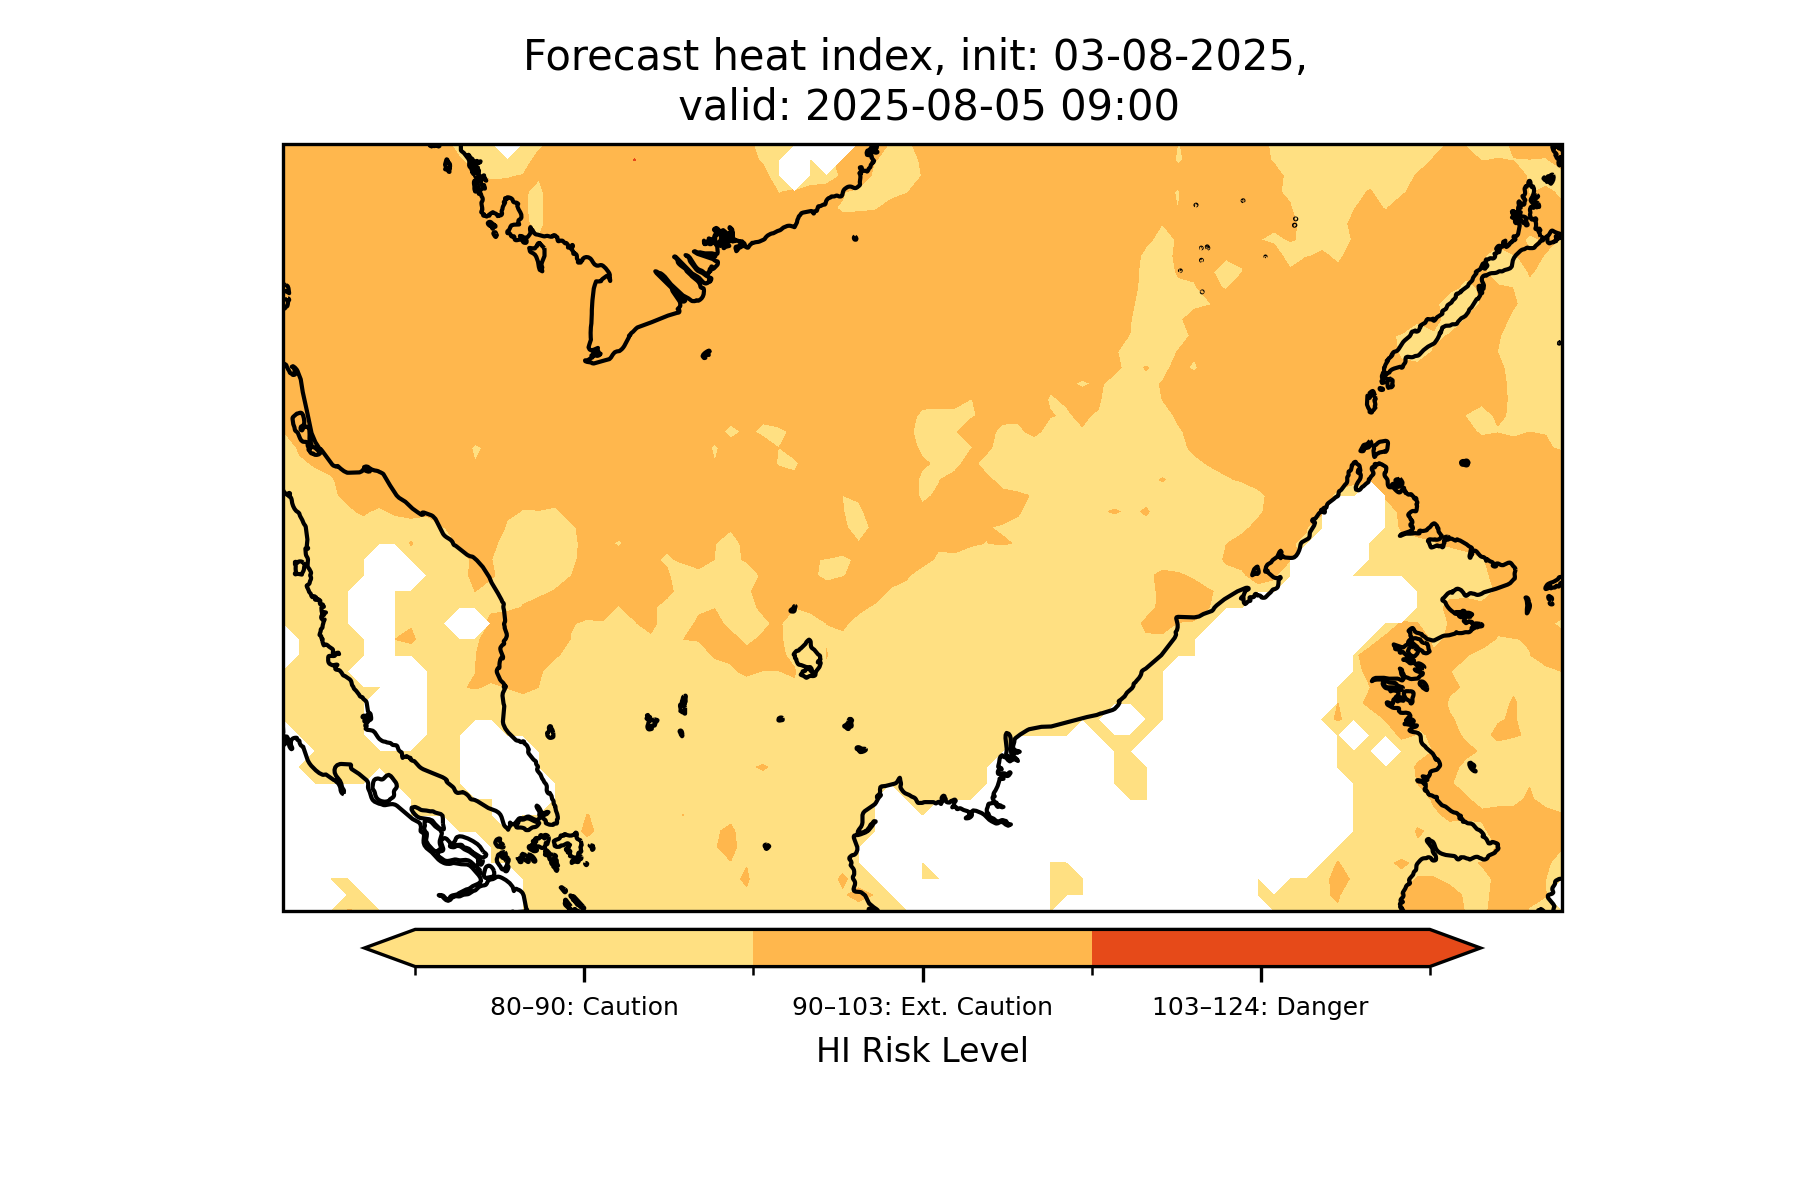 Forecast heat index, init: 03-08-2025,
valid: 2025-08-05 09:00
80–90: Caution
90–103: Ext. Caution
103–124: Danger
HI Risk Level